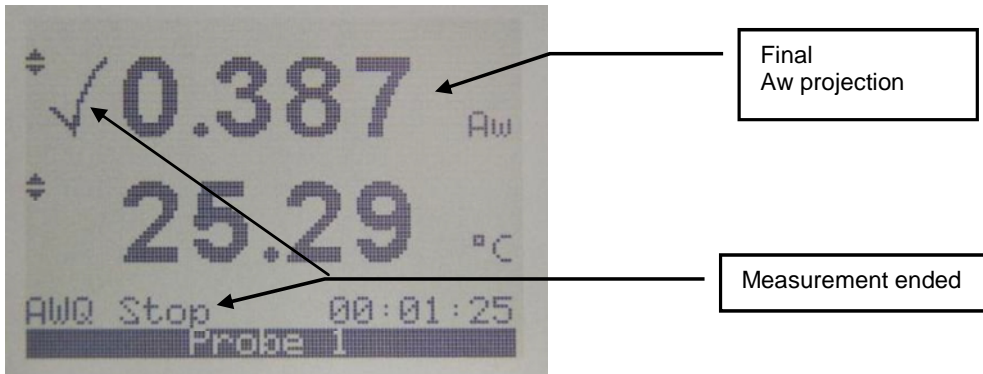 0.387 Aw
25.29 °C
AWQ Stop 00:01:25
Probe 1
Final
Aw projection
Measurement ended